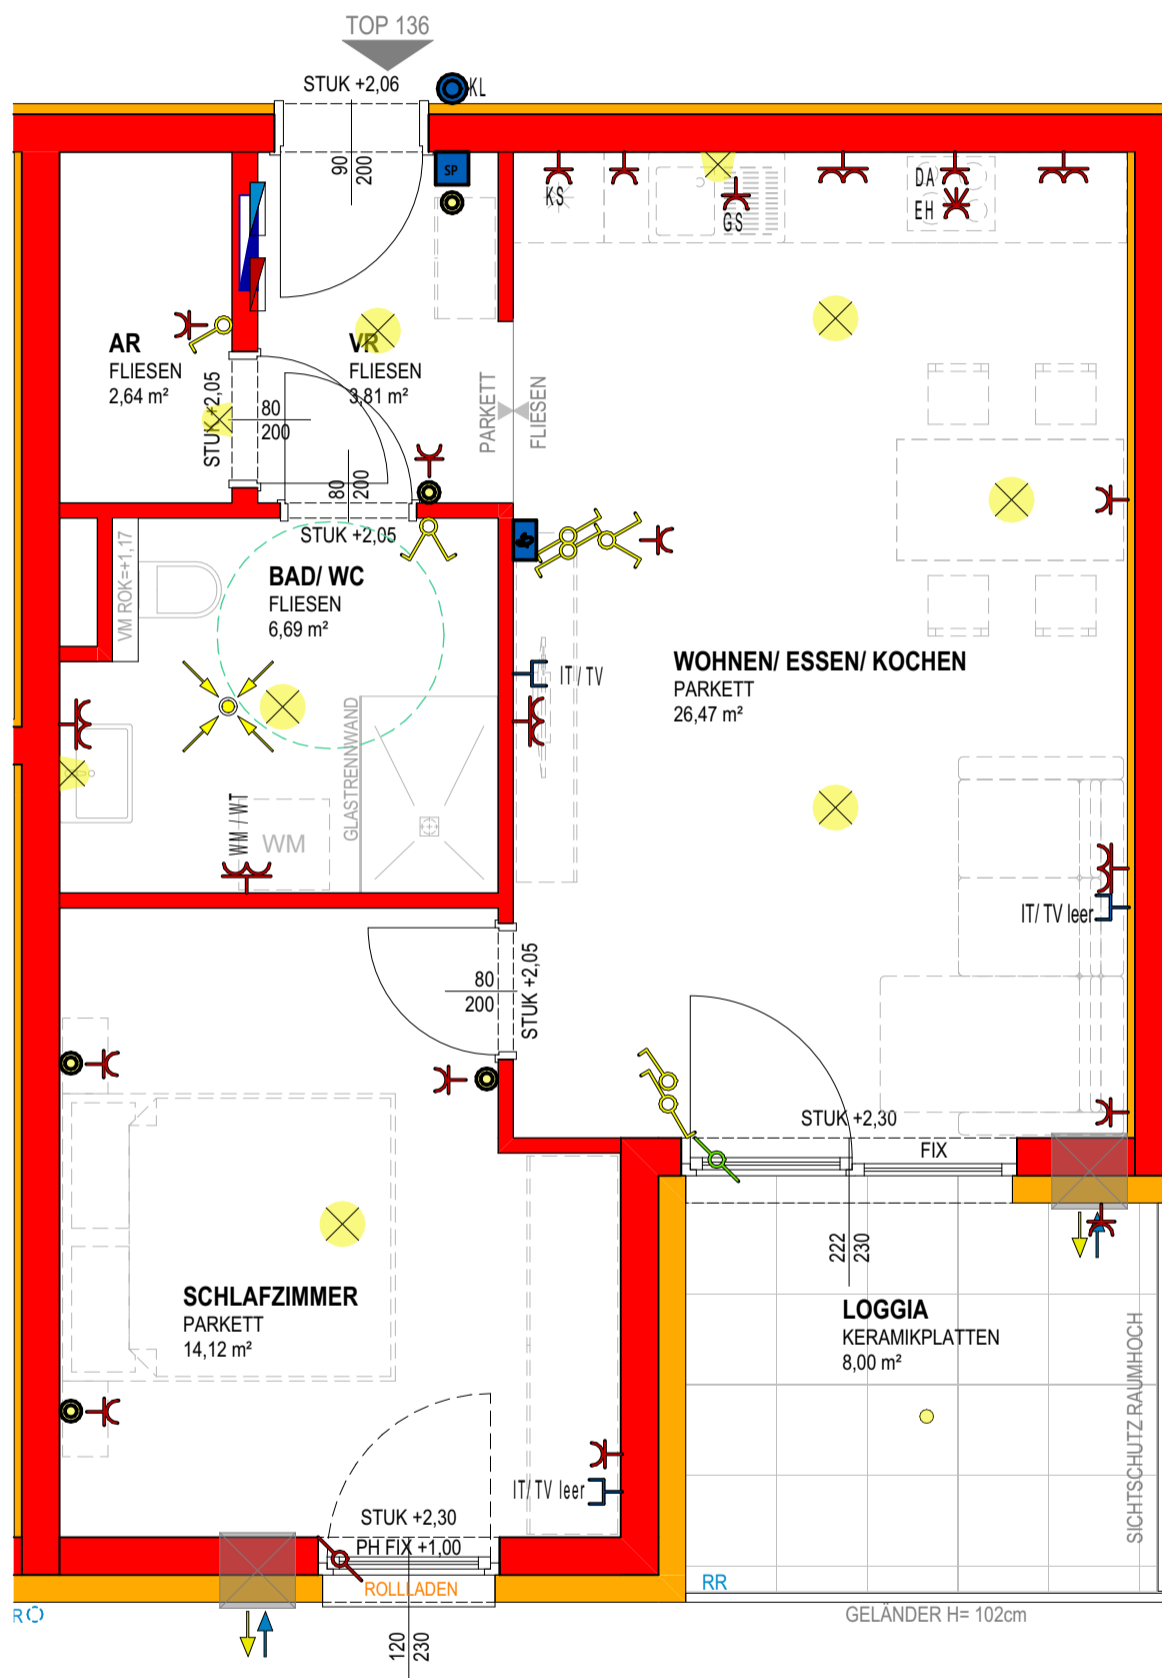 TOP 136
STUK +2,06
KL
90
200
SP
KS
GS
DA
EH
AR
FLIESEN
2,64 m²
VR
FLIESEN
3,81 m²
STUK +2,05
80
200
PARKETT
FLIESEN
80
200
STUK +2,05
VM ROK=+1,17
BAD/ WC
FLIESEN
6,69 m²
IT / TV
WOHNEN/ ESSEN/ KOCHEN
PARKETT
26,47 m²
GLASTRENNWAND
WM / WT
WM
IT/ TV leer
80
200
STUK +2,05
STUK +2,30
FIX
222
230
SCHLAFZIMMER
PARKETT
14,12 m²
LOGGIA
KERAMIKPLATTEN
8,00 m²
SICHTSCHUTZ RAUMHOCH
IT/ TV leer
STUK +2,30
PH FIX +1,00
ROLLLADEN
RR
R
GELÄNDER H= 102cm
120
230